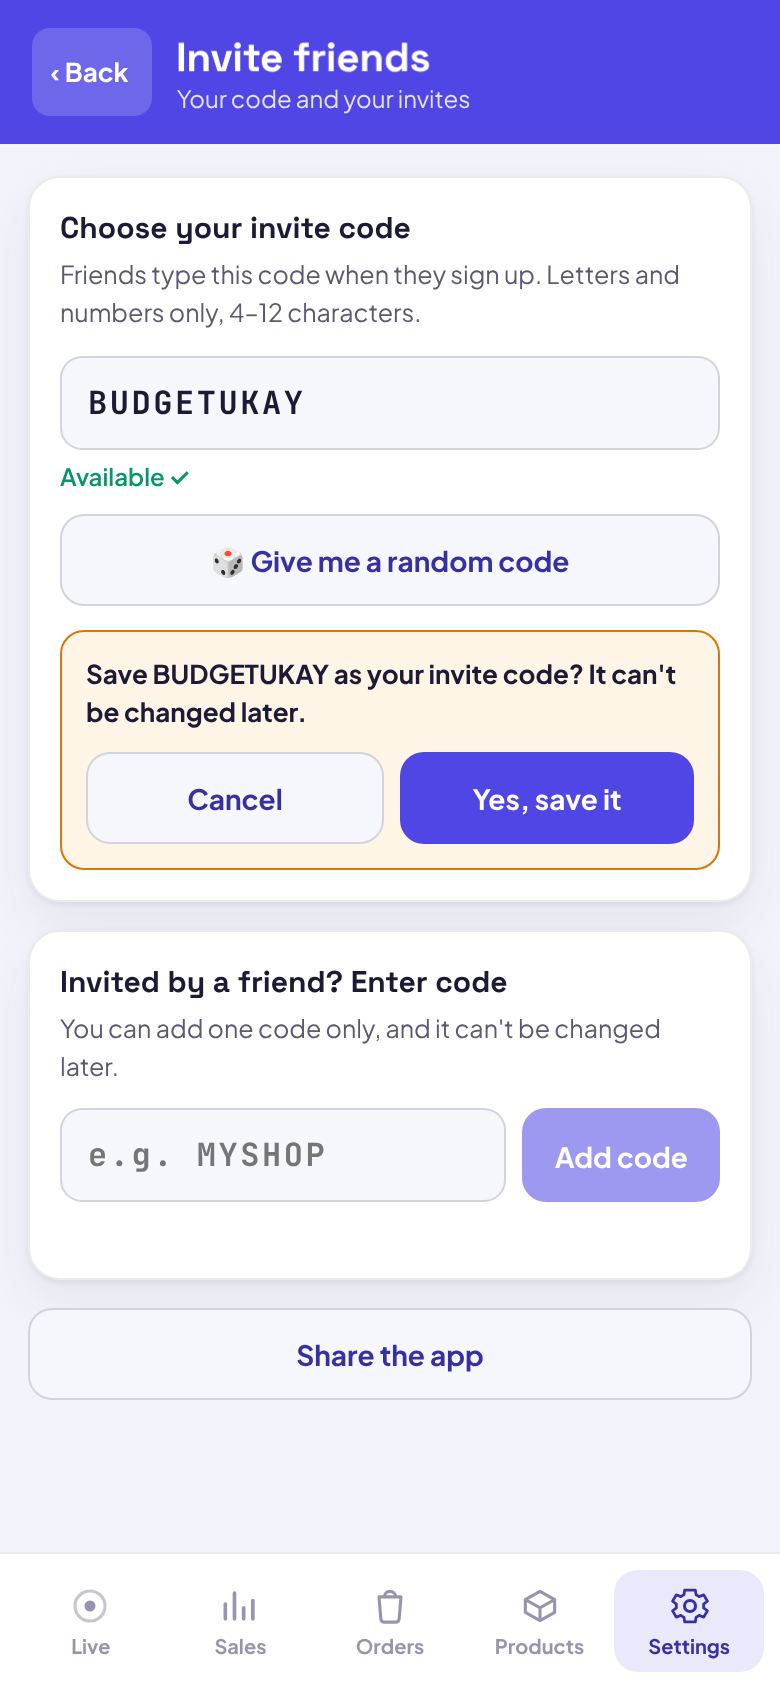 ‹ Back
Invite friends
Your code and your invites
Choose your invite code
Friends type this code when they sign up. Letters and
numbers only, 4–12 characters.
BUDGETUKAY
Available ✓
🎲 Give me a random code
Save BUDGETUKAY as your invite code? It can't
be changed later.
Cancel
Yes, save it
Invited by a friend? Enter code
You can add one code only, and it can't be changed
later.
e.g. MYSHOP
Add code
Share the app
Live
Sales
Orders
Products
Settings